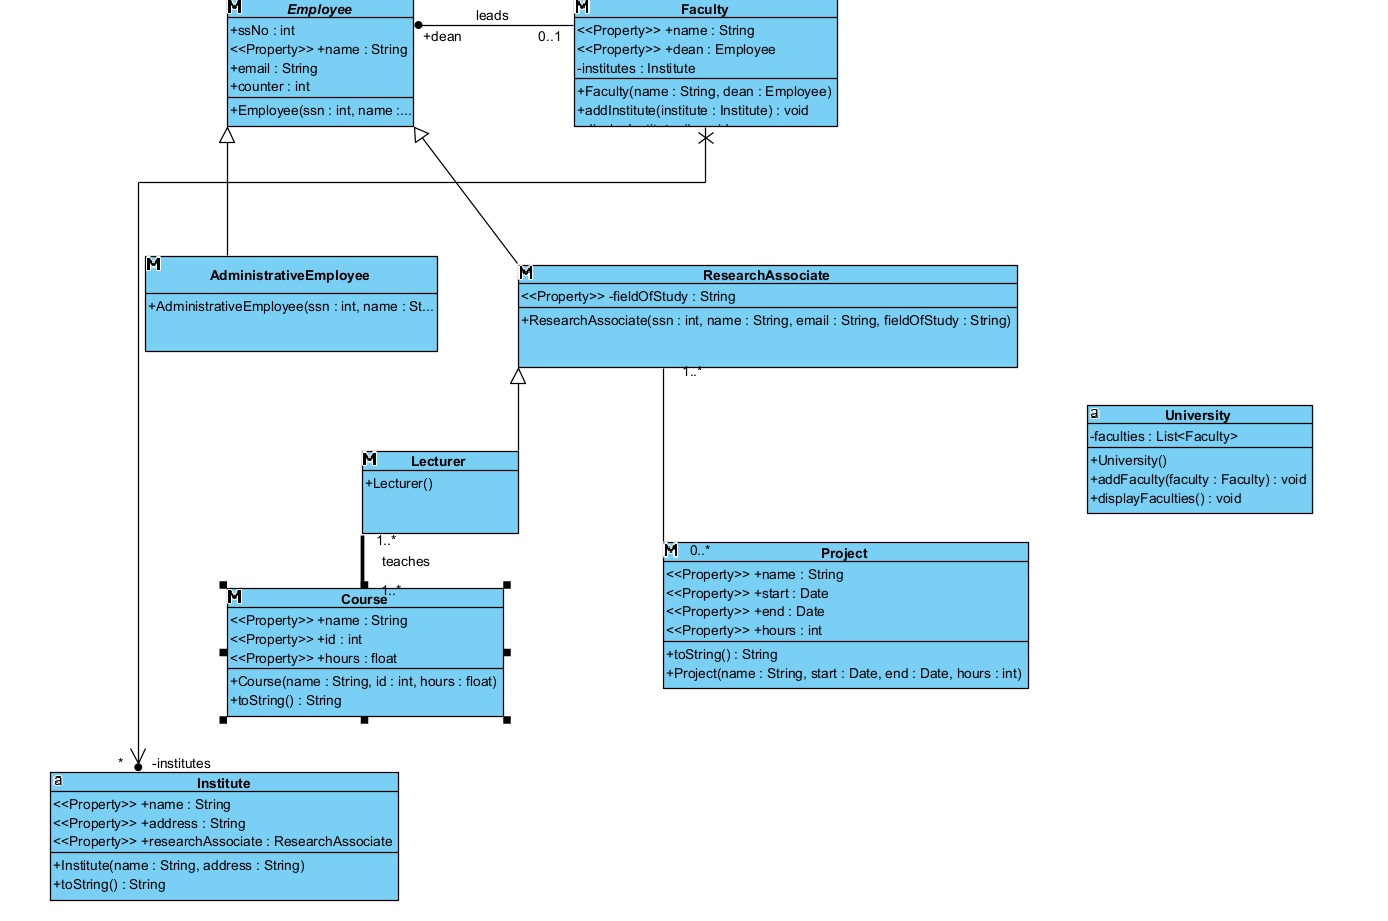 M
Employee
+ssNo : int
<<Property>> +name : String
+email : String
+counter : int
+Employee(ssn : int, name :...
leads
+dean
0..1
M
Faculty
<<Property>> +name : String
<<Property>> +dean : Employee
-institutes : Institute
+Faculty(name : String, dean : Employee)
+addInstitute(institute : Institute) : void
M
AdministrativeEmployee
+AdministrativeEmployee(ssn : int, name : St...
M
ResearchAssociate
<<Property>> -fieldOfStudy : String
+ResearchAssociate(ssn : int, name : String, email : String, fieldOfStudy : String)
1..*
a
University
-faculties : List<Faculty>
+University()
+addFaculty(faculty : Faculty) : void
+displayFaculties() : void
M
Lecturer
+Lecturer()
1..*
teaches
1..*
M
Course
<<Property>> +name : String
<<Property>> +id : int
<<Property>> +hours : float
+Course(name : String, id : int, hours : float)
+toString() : String
M
0..*
Project
<<Property>> +name : String
<<Property>> +start : Date
<<Property>> +end : Date
<<Property>> +hours : int
+toString() : String
+Project(name : String, start : Date, end : Date, hours : int)
*
-institutes
a
Institute
<<Property>> +name : String
<<Property>> +address : String
<<Property>> +researchAssociate : ResearchAssociate
+Institute(name : String, address : String)
+toString() : String